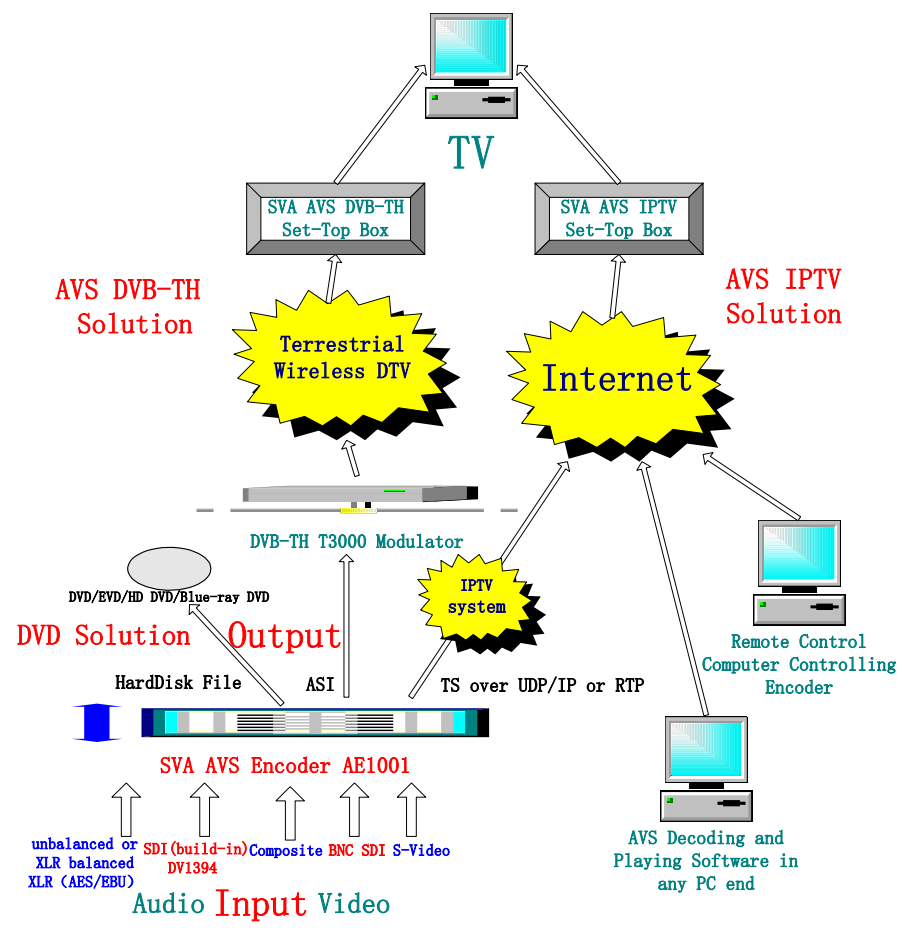 TV
SVA AVS DVB-TH
Set-Top Box
SVA AVS IPTV
Set-Top Box
AVS DVB-TH
Solution
AVS IPTV
Solution
Terrestrial
Wireless DTV
Internet
DVB-TH T3000 Modulator
IPTV
system
DVD/EVD/HD DVD/Blue-ray DVD
DVD Solution
Output
Remote Control
Computer Controlling
Encoder
HardDisk File
ASI
TS over UDP/IP or RTP
SVA AVS Encoder AE1001
unbalanced or
XLR balanced
XLR (AES/EBU)
SDI(build-in)
DV1394
Composite
BNC SDI
S-Video
AVS Decoding and
Playing Software in
any PC end
Audio Input Video